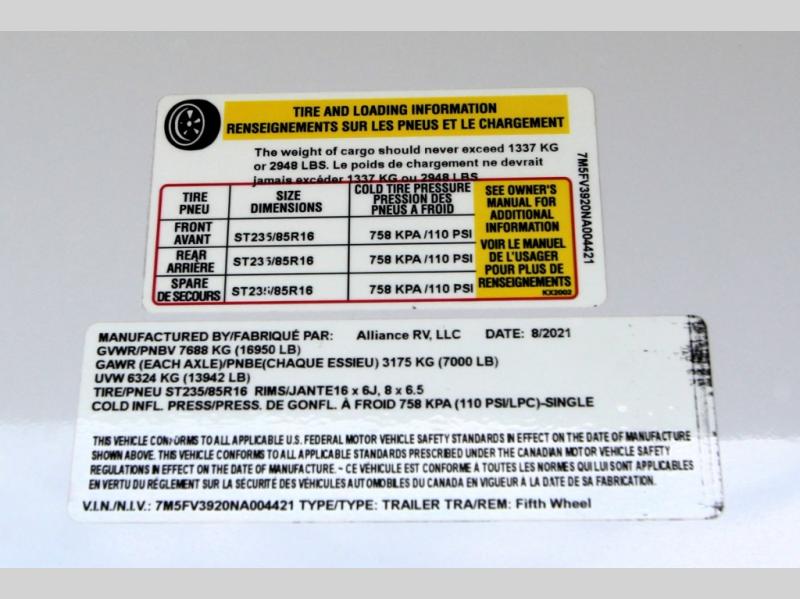 TIRE AND LOADING INFORMATION
RENSEIGNEMENTS SUR LES PNEUS ET LE CHARGEMENT
The weight of cargo should never exceed 1337 KG
or 2948 LBS. Le poids de chargement ne devrait
jamais excéder 1337 KG ou 2948 LBS.
TIRE PNEU
SIZE DIMENSIONS
COLD TIRE PRESSURE PRESSION DES PNEUS A FROID
FRONT AVANT ST235/85R16 758 KPA /110 PSI
REAR ARRIÈRE ST235/85R16 758 KPA /110 PSI
SPARE DE SECOURS ST235/85R16 758 KPA /110 PSI
SEE OWNER'S
MANUAL FOR
ADDITIONAL
INFORMATION
VOIR LE MANUEL
DE L'USAGER
POUR PLUS DE
RENSEIGNEMENTS
KX2002
7M5FV3920NA004421
MANUFACTURED BY/FABRIQUÉ PAR: Alliance RV, LLC DATE: 8/2021
GVWR/PNBV 7688 KG (16950 LB)
GAWR (EACH AXLE)/PNBE(CHAQUE ESSIEU) 3175 KG (7000 LB)
UVW 6324 KG (13942 LB)
TIRE/PNEU ST235/85R16 RIMS/JANTE16 x 6J, 8 x 6.5
COLD INFL. PRESS/PRESS. DE GONFL. À FROID 758 KPA (110 PSI/LPC)-SINGLE
THIS VEHICLE CONFORMS TO ALL APPLICABLE U.S. FEDERAL MOTOR VEHICLE SAFETY STANDARDS IN EFFECT ON THE DATE OF MANUFACTURE
SHOWN ABOVE. THIS VEHICLE CONFORMS TO ALL APPLICABLE STANDARDS PRESCRIBED UNDER THE CANADIAN MOTOR VEHICLE SAFETY
REGULATIONS IN EFFECT ON THE DATE OF MANUFACTURE. - CE VÉHICULE EST CONFORME À TOUTES LES NORMES QUI LUI SONT APPLICABLES
EN VERTU DU RÈGLEMENT SUR LA SÉCURITÉ DES VÉHICULES AUTOMOBILES DU CANADA EN VIGUEUR À LA DATE DE SA FABRICATION.
V.I.N./N.I.V.: 7M5FV3920NA004421 TYPE/TYPE: TRAILER TRA/REM: Fifth Wheel